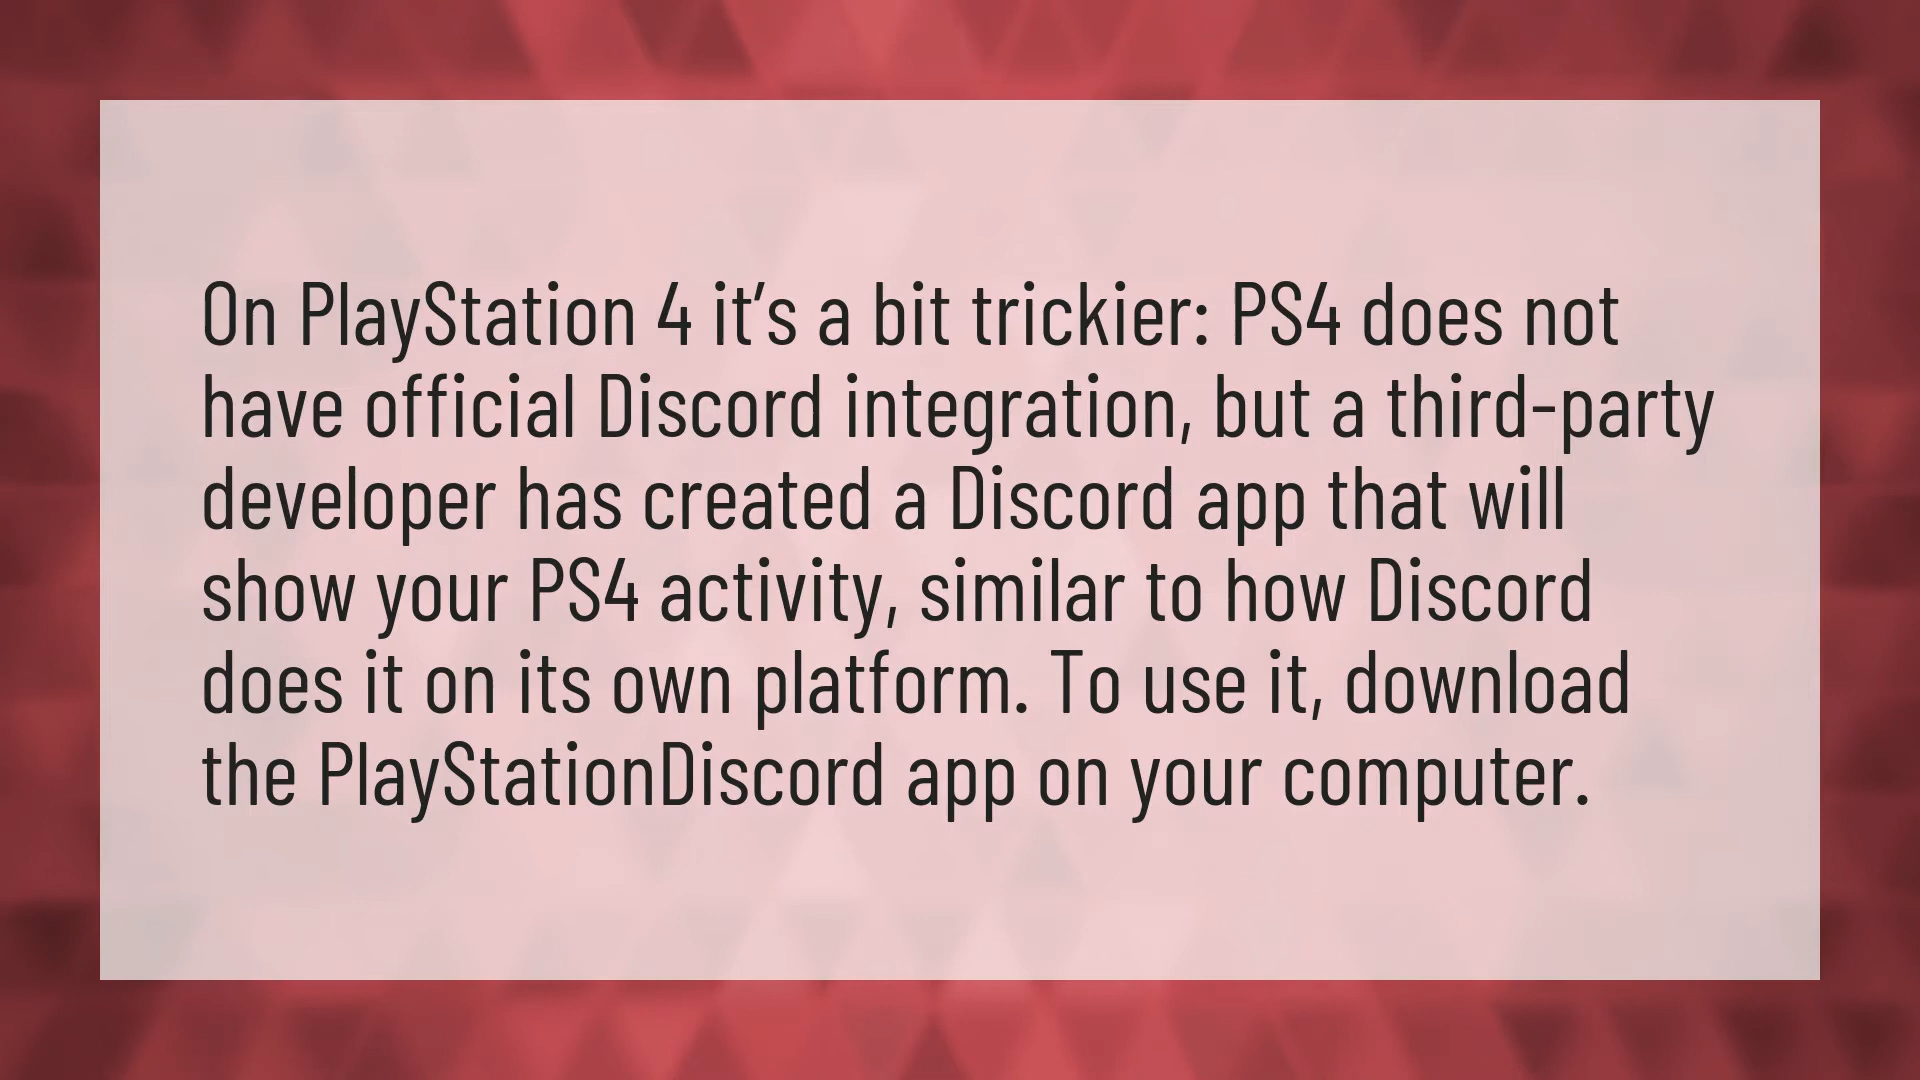 On PlayStation 4 it’s a bit trickier: PS4 does not
have official Discord integration, but a third-party
developer has created a Discord app that will
show your PS4 activity, similar to how Discord
does it on its own platform. To use it, download
the PlayStationDiscord app on your computer.